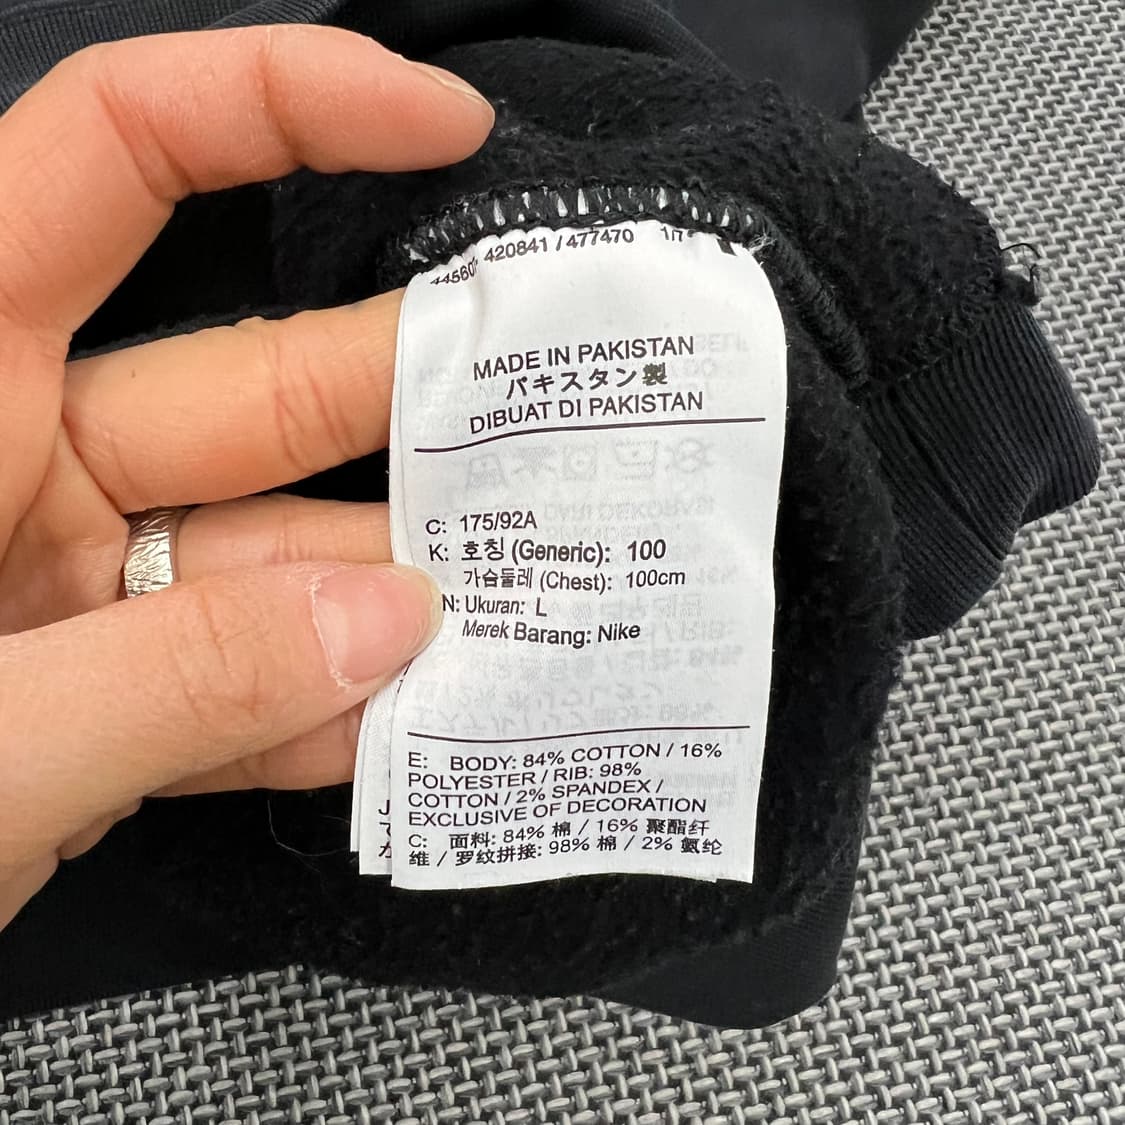 420841 / 477470
MADE IN PAKISTAN
パキスタン製
DIBUAT DI PAKISTAN
C: 175/92A
K: 호칭 (Generic): 100
가슴둘레 (Chest): 100cm
N: Ukuran: L
Merek Barang: Nike
E: BODY: 84% COTTON / 16%
POLYESTER / RIB: 98%
COTTON / 2% SPANDEX /
EXCLUSIVE OF DECORATION
C: 面料: 84% 棉 / 16% 聚酯纤
维 / 罗纹拼接: 98% 棉 / 2% 氨纶